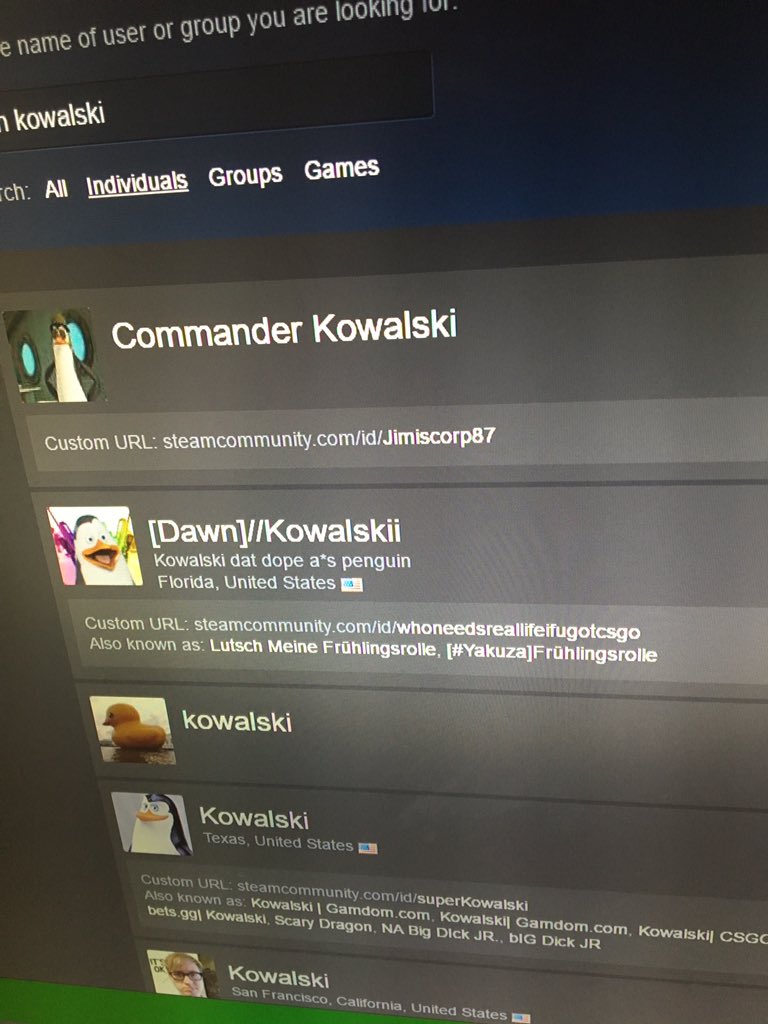 name of user or group you are looking for.
kowalski
All Individuals Groups Games
Commander Kowalski
Custom URL: steamcommunity.com/id/Jimiscorp87
[Dawn]//Kowalskii
Kowalski dat dope a*s penguin
Florida, United States
Custom URL: steamcommunity.com/id/whoneedsreallifeifugotcsgo
Also known as: Lutsch Meine Frühlingsrolle, [#Yakuza]Frühlingsrolle
kowalski
Kowalski
Texas, United States
Custom URL: steamcommunity.com/id/superKowalski
Also known as: Kowalski | Gamdom.com, Kowalski| Gamdom.com, Kowalski| CSGO
bets.gg| Kowalski, Scary Dragon, NA Big DIck JR., bIG Dick JR
IT'S
OK
Kowalski
San Francisco, California, United States